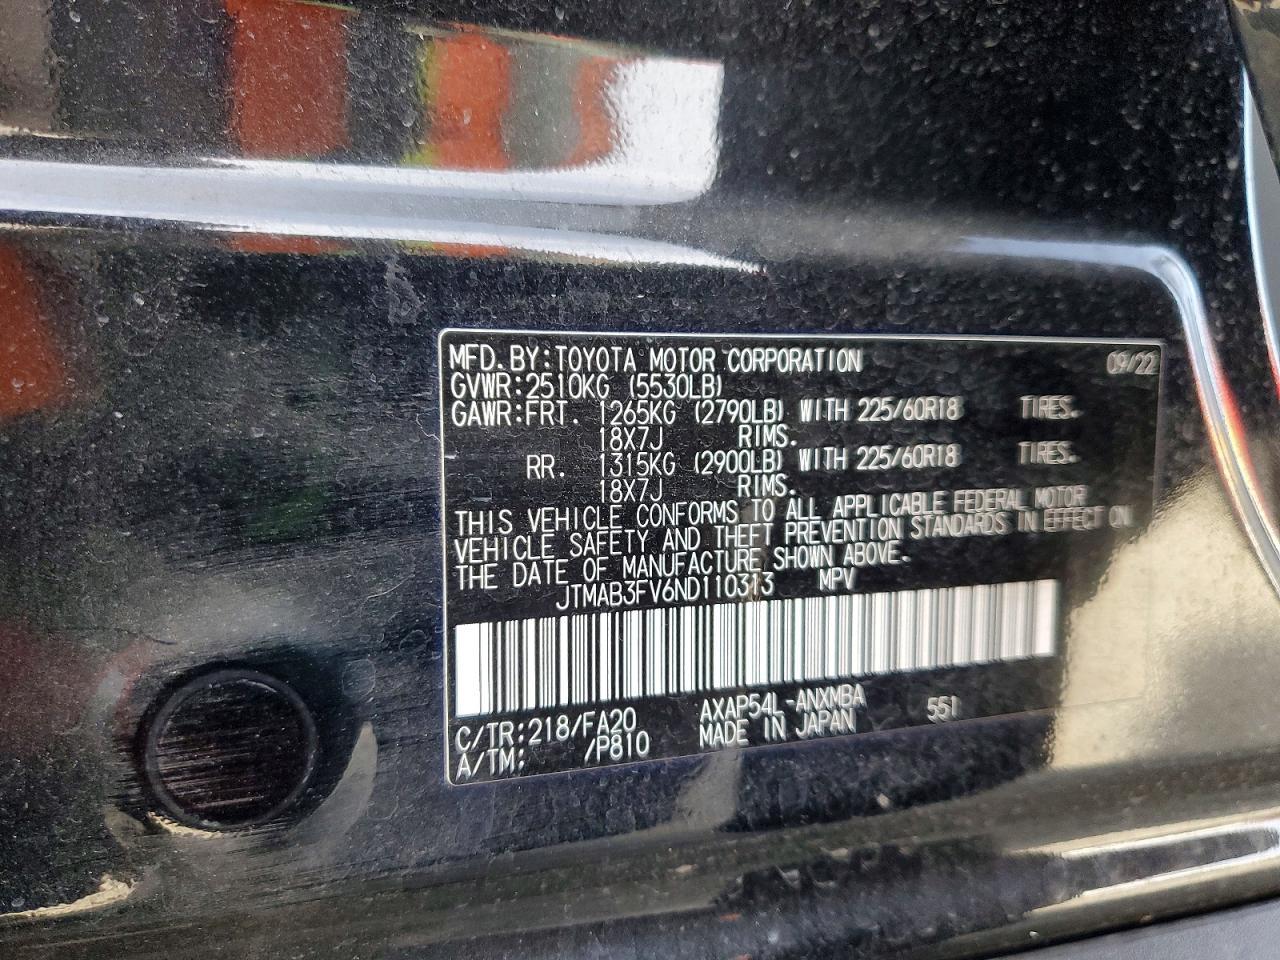 MFD.BY:TOYOTA MOTOR CORPORATION 09/22
GVWR:2510KG (5530LB)
GAWR:FRT. 1265KG (2790LB) WITH 225/60R18 TIRES.
18X7J RIMS.
RR. 1315KG (2900LB) WITH 225/60R18 TIRES.
18X7J RIMS.
THIS VEHICLE CONFORMS TO ALL APPLICABLE FEDERAL MOTOR
VEHICLE SAFETY AND THEFT PREVENTION STANDARDS IN EFFECT ON
THE DATE OF MANUFACTURE SHOWN ABOVE.
JTMAB3FV6ND110313 MPV
C/TR:218/FA20 AXAP54L-ANXMBA 551
A/TM: /P810 MADE IN JAPAN